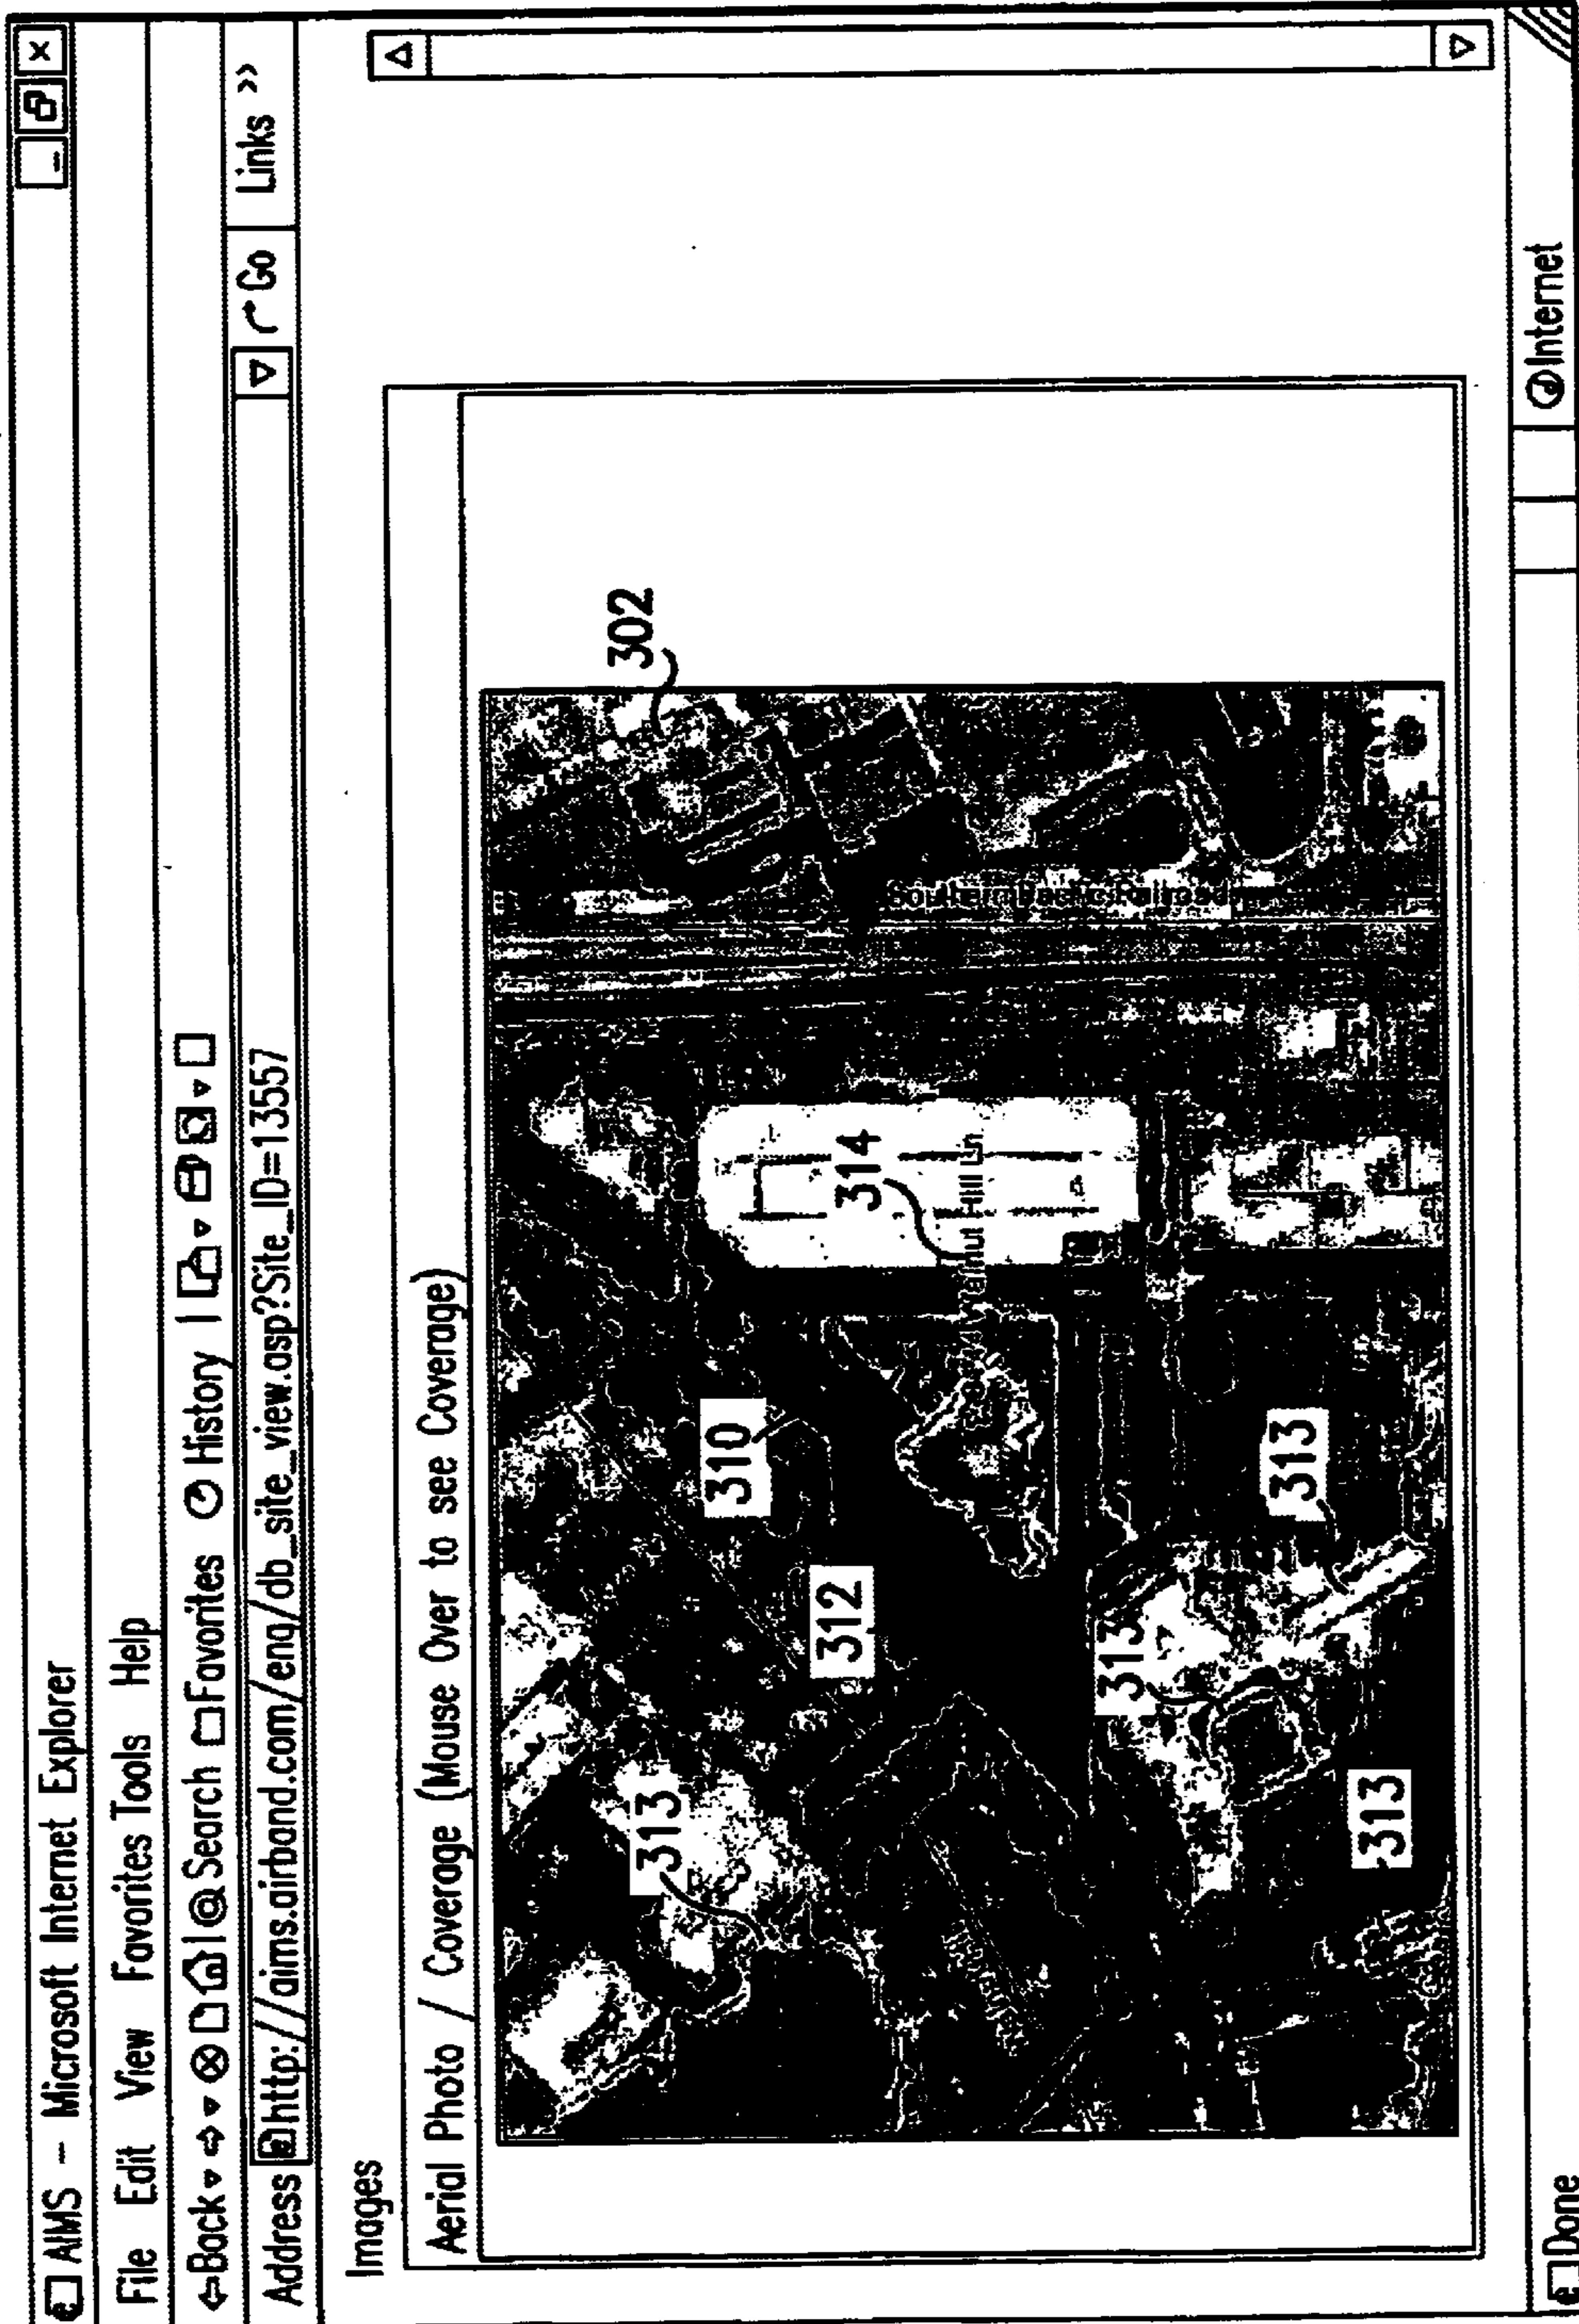 AIMS – Microsoft Internet Explorer
File Edit View Favorites Tools Help
Back Search Favorites History
Address http://aims.airband.com/eng/db_site_view.asp?Site_ID=13557 Go Links >>
Images
Aerial Photo / Coverage (Mouse Over to see Coverage)
302
313
310
312
314
Southern Pacific Railroad
Walnut Hill Ln
313
313
313
Done
Internet